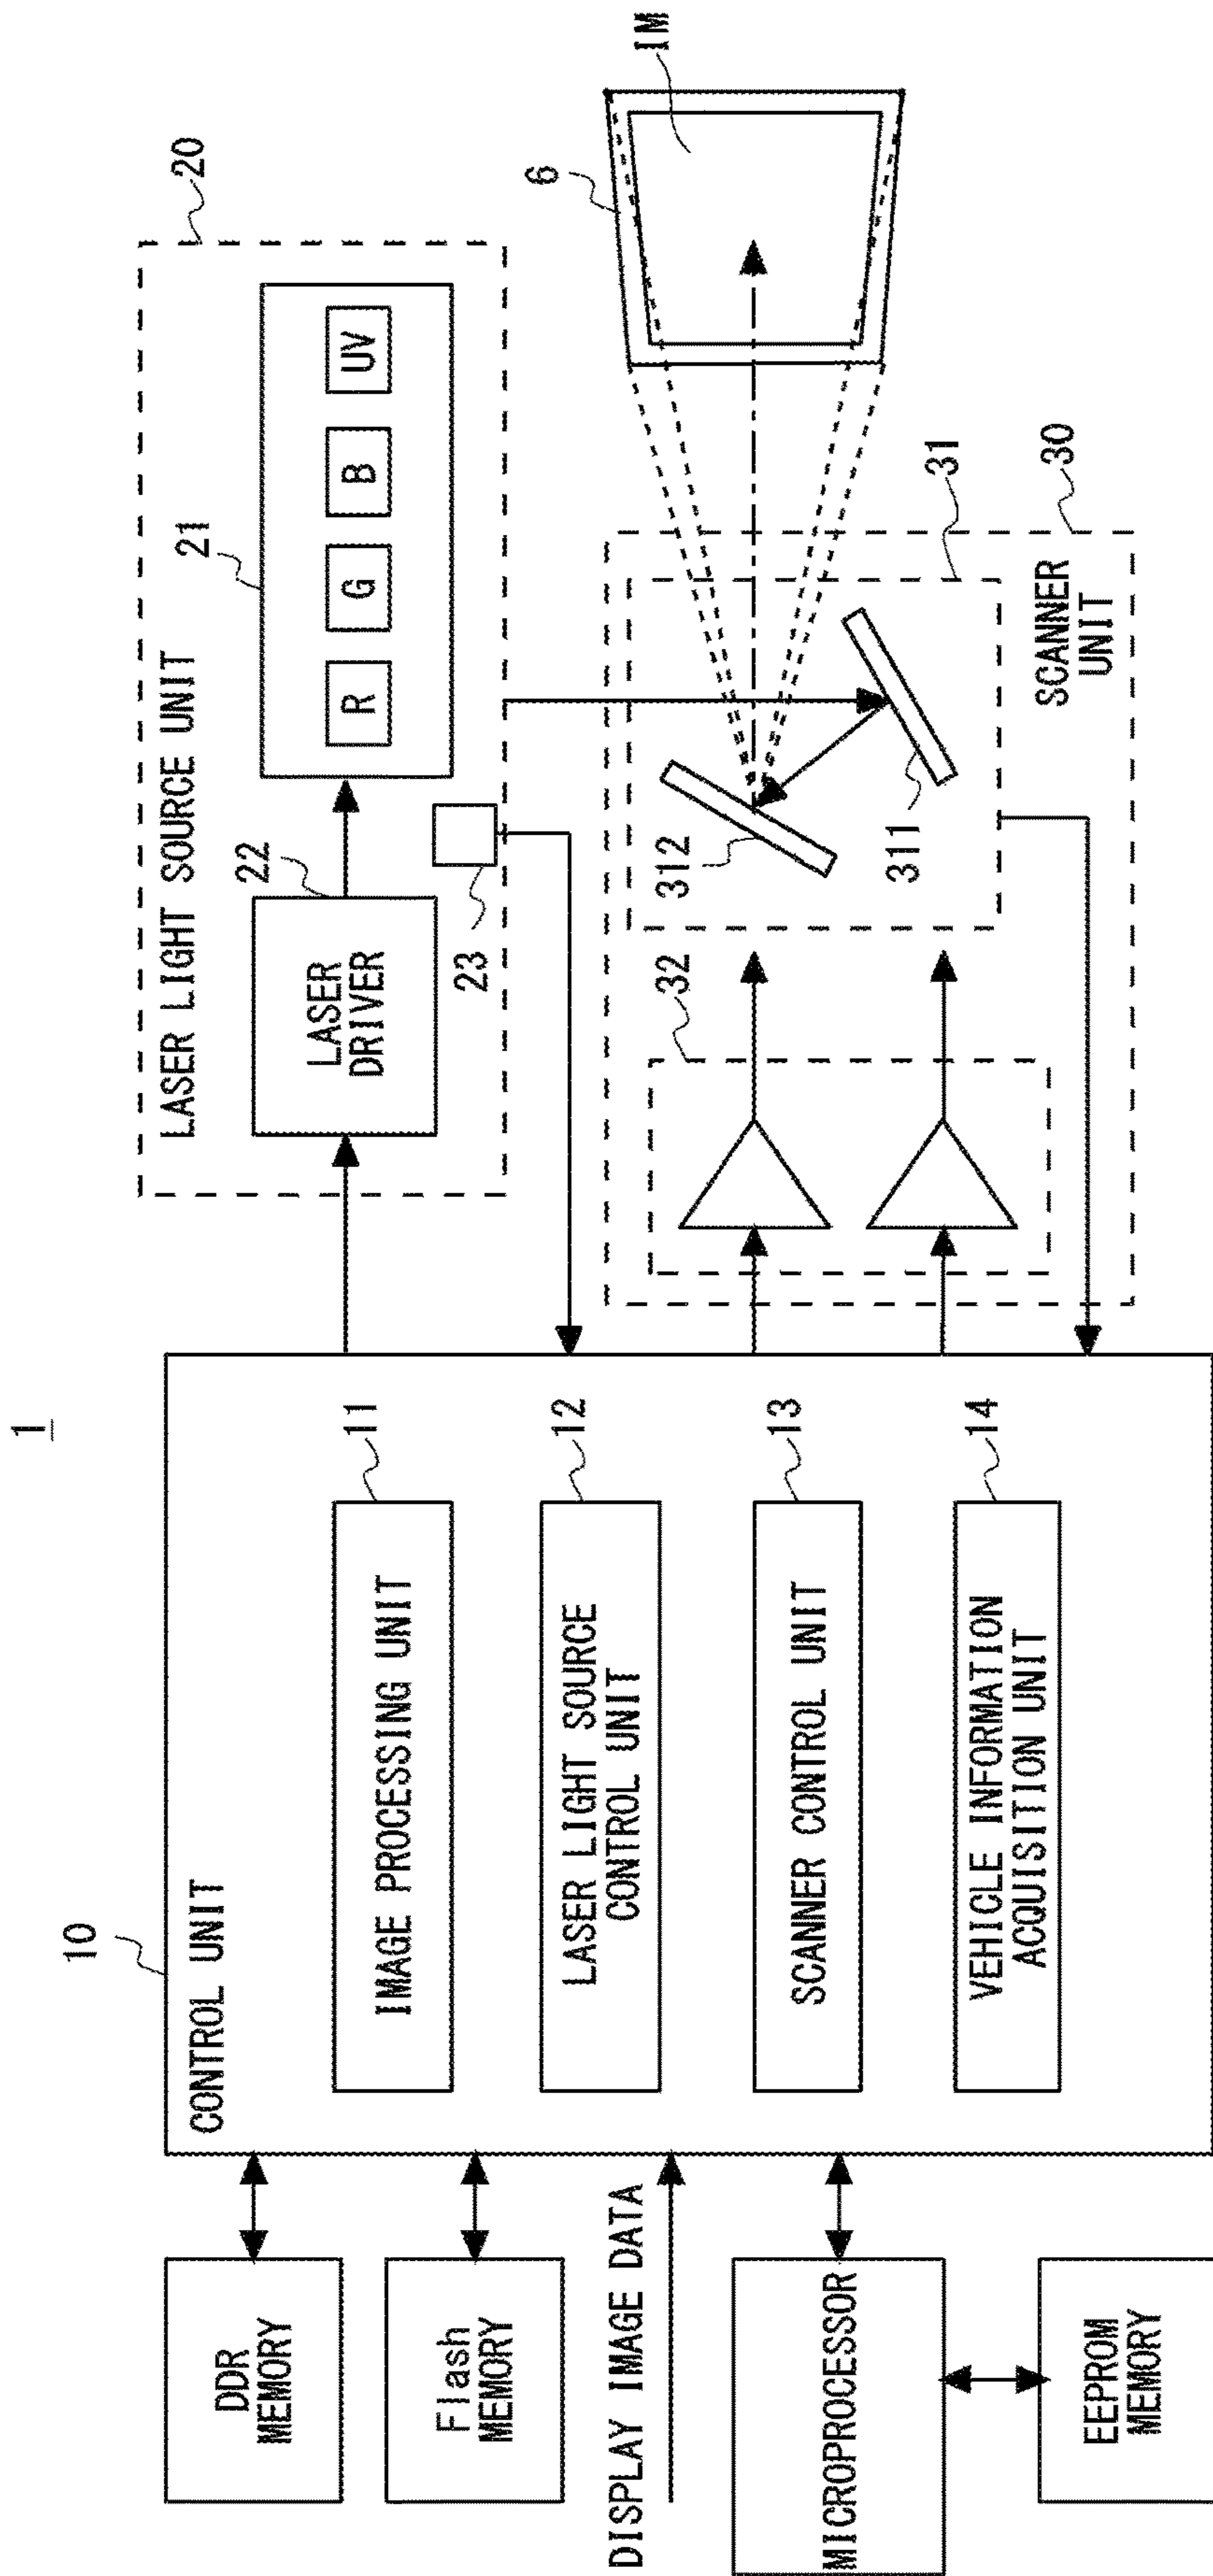 1
10
CONTROL UNIT
IMAGE PROCESSING UNIT
11
LASER LIGHT SOURCE
CONTROL UNIT
12
SCANNER CONTROL UNIT
13
VEHICLE INFORMATION
ACQUISITION UNIT
14
DDR
MEMORY
Flash
MEMORY
DISPLAY IMAGE DATA
MICROPROCESSOR
EEPROM
MEMORY
20
LASER LIGHT SOURCE UNIT
LASER
DRIVER
22
21
R
G
B
UV
23
6
IM
30
SCANNER
UNIT
31
32
312
311